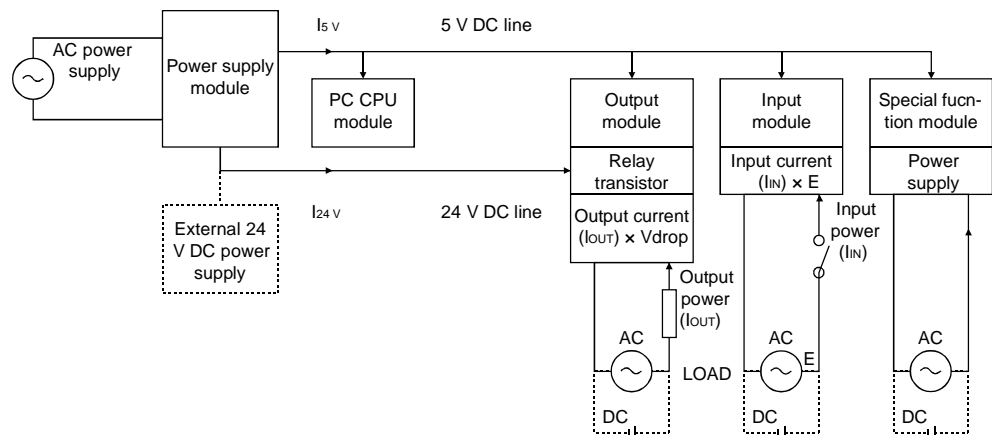 I5 V
5 V DC line
AC power
supply
Power supply
module
PC CPU
module
Output
module
Input
module
Special fucn-
tion module
Relay
transistor
Input current
(IIN) × E
Power
supply
I24 V
24 V DC line
Output current
(IOUT) × Vdrop
Input
power
(IIN)
External 24
V DC power
supply
Output
power
(IOUT)
AC
LOAD
AC
E
AC
DC
DC
DC